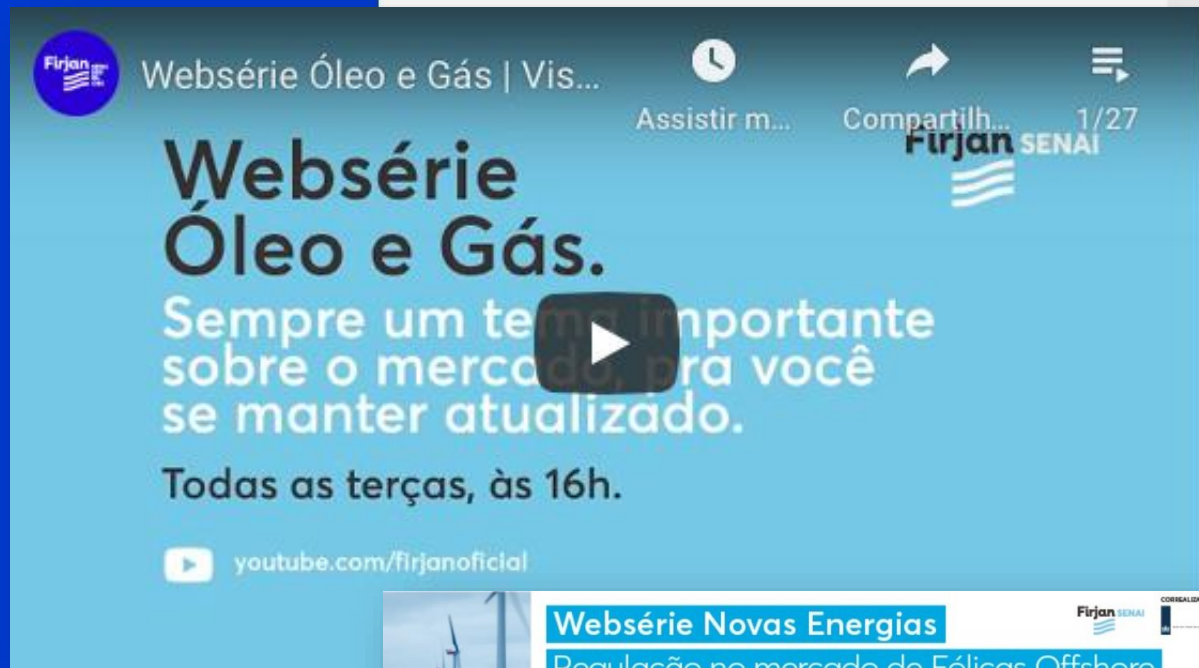 Firjan
Websérie Óleo e Gás | Vis...
Assistir m...
Compartilh...
1/27
Firjan SENAI
Websérie
Óleo e Gás.
Sempre um tema importante
sobre o mercado, pra você
se manter atualizado.
Todas as terças, às 16h.
youtube.com/firjanoficial
Websérie Novas Energias
Firjan SENAI
Regulação no mercado de Eólicas Offshore